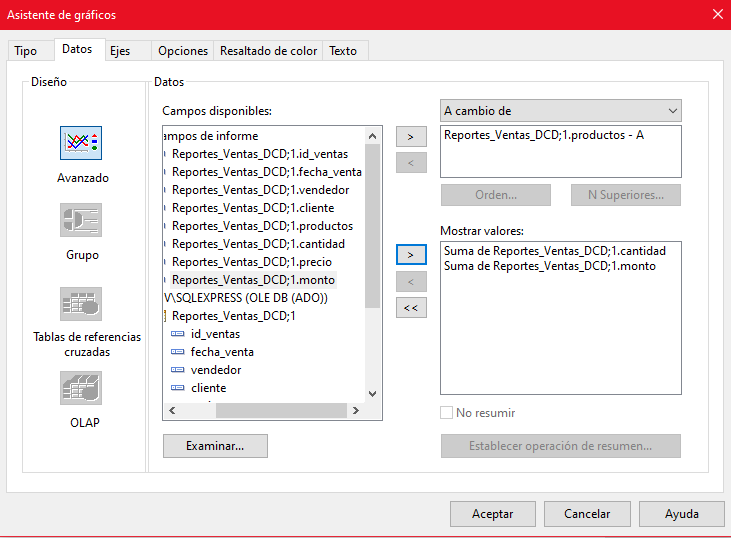 Asistente de gráficos
Tipo
Datos
Ejes
Opciones
Resaltado de color
Texto
Diseño
Avanzado
Grupo
Tablas de referencias
cruzadas
OLAP
Datos
Campos disponibles:
ampos de informe
Reportes_Ventas_DCD;1.id_ventas
Reportes_Ventas_DCD;1.fecha_venta
Reportes_Ventas_DCD;1.vendedor
Reportes_Ventas_DCD;1.cliente
Reportes_Ventas_DCD;1.productos
Reportes_Ventas_DCD;1.cantidad
Reportes_Ventas_DCD;1.precio
Reportes_Ventas_DCD;1.monto
V\SQLEXPRESS (OLE DB (ADO))
Reportes_Ventas_DCD;1
id_ventas
fecha_venta
vendedor
cliente
Examinar...
>
<
>
<
<<
A cambio de
Reportes_Ventas_DCD;1.productos - A
Orden...
N Superiores...
Mostrar valores:
Suma de Reportes_Ventas_DCD;1.cantidad
Suma de Reportes_Ventas_DCD;1.monto
No resumir
Establecer operación de resumen...
Aceptar
Cancelar
Ayuda